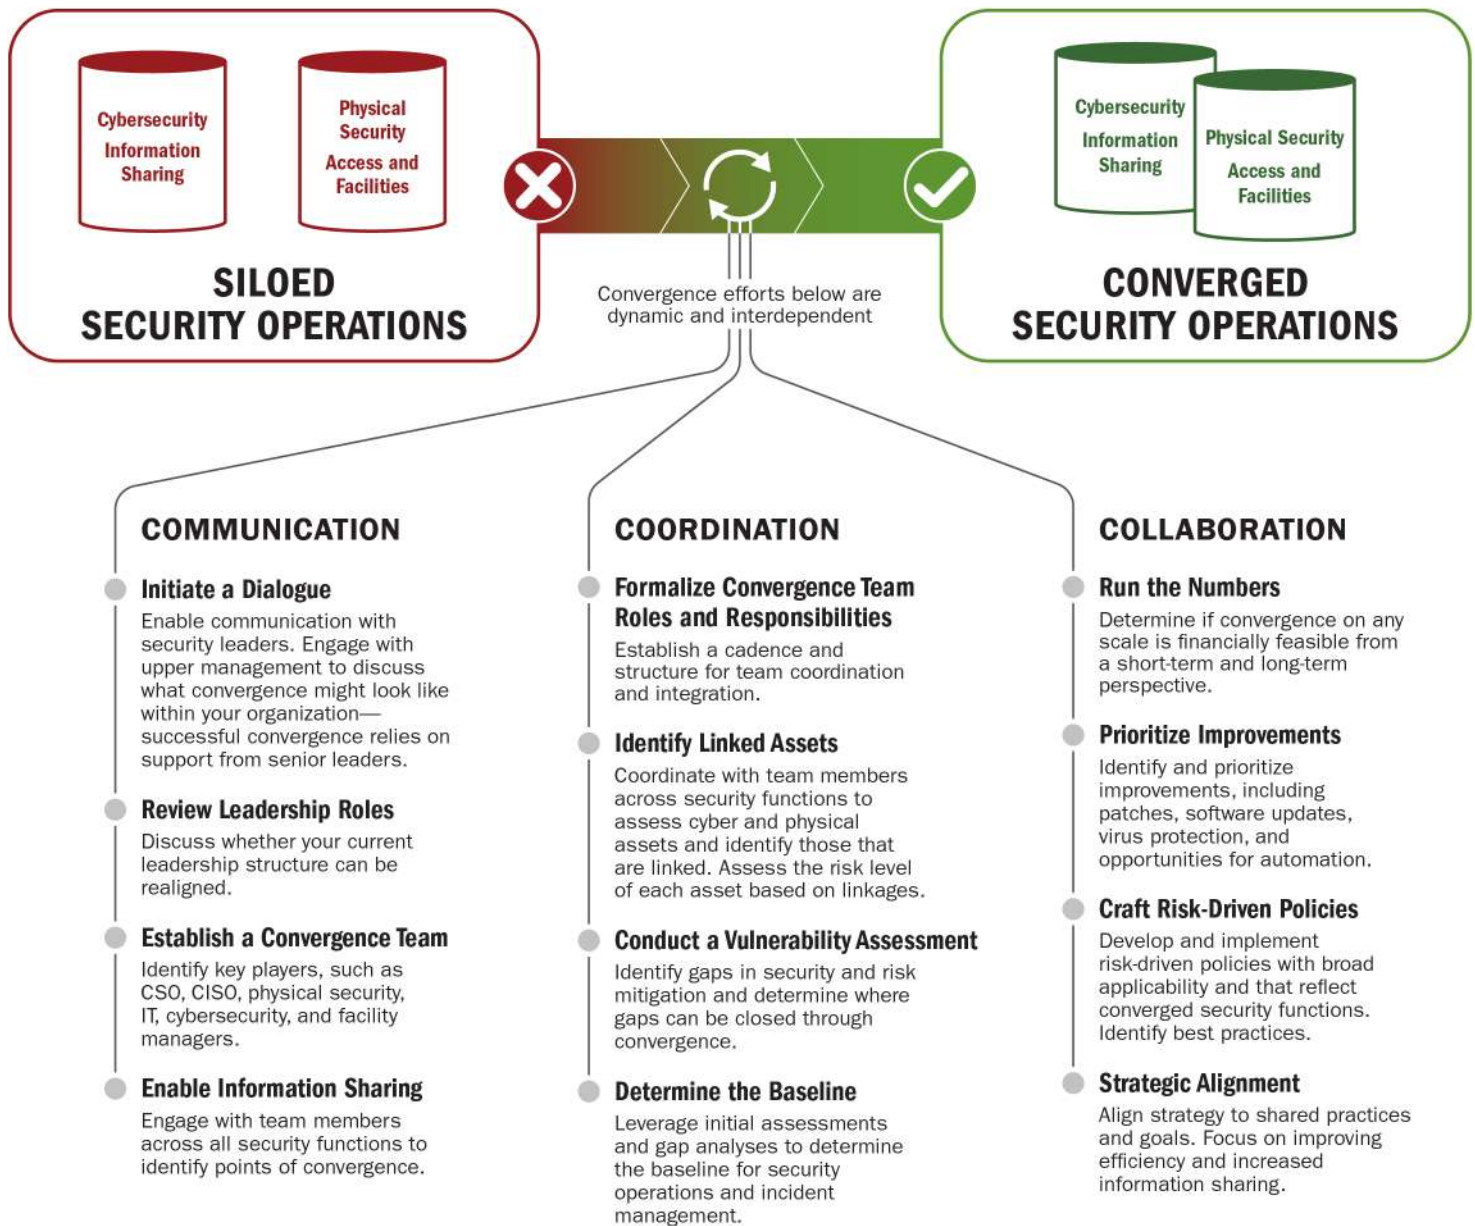 Cybersecurity
Information
Sharing
Physical
Security
Access and
Facilities
SILOED
SECURITY OPERATIONS
Convergence efforts below are
dynamic and interdependent
Cybersecurity
Information
Sharing
Physical Security
Access and
Facilities
CONVERGED
SECURITY OPERATIONS
COMMUNICATION
Initiate a Dialogue
Enable communication with
security leaders. Engage with
upper management to discuss
what convergence might look like
within your organization—
successful convergence relies on
support from senior leaders.
Review Leadership Roles
Discuss whether your current
leadership structure can be
realigned.
Establish a Convergence Team
Identify key players, such as
CSO, CISO, physical security,
IT, cybersecurity, and facility
managers.
Enable Information Sharing
Engage with team members
across all security functions to
identify points of convergence.
COORDINATION
Formalize Convergence Team
Roles and Responsibilities
Establish a cadence and
structure for team coordination
and integration.
Identify Linked Assets
Coordinate with team members
across security functions to
assess cyber and physical
assets and identify those that
are linked. Assess the risk level
of each asset based on linkages.
Conduct a Vulnerability Assessment
Identify gaps in security and risk
mitigation and determine where
gaps can be closed through
convergence.
Determine the Baseline
Leverage initial assessments
and gap analyses to determine
the baseline for security
operations and incident
management.
COLLABORATION
Run the Numbers
Determine if convergence on any
scale is financially feasible from
a short-term and long-term
perspective.
Prioritize Improvements
Identify and prioritize
improvements, including
patches, software updates,
virus protection, and
opportunities for automation.
Craft Risk-Driven Policies
Develop and implement
risk-driven policies with broad
applicability and that reflect
converged security functions.
Identify best practices.
Strategic Alignment
Align strategy to shared practices
and goals. Focus on improving
efficiency and increased
information sharing.